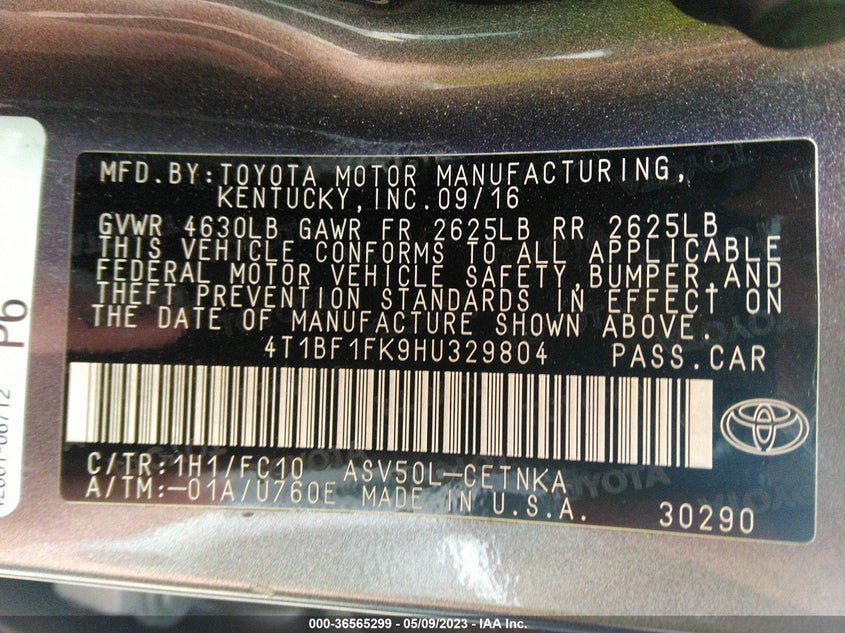 MFD.BY:TOYOTA MOTOR MANUFACTURING,
KENTUCKY,INC.09/16
GVWR 4630LB GAWR FR 2625LB RR 2625LB
THIS VEHICLE CONFORMS TO ALL APPLICABLE
FEDERAL MOTOR VEHICLE SAFETY,BUMPER,AND
THEFT PREVENTION STANDARDS IN EFFECT ON
THE DATE OF MANUFACTURE SHOWN ABOVE.
4T1BF1FK9HU329804 PASS.CAR
C/TR:1H1/FC10 ASV50L-CETNKA
A/TM:-01A/U760E MADE IN U.S.A.
30290
P6
000-36565299 - 05/09/2023 - IAA Inc.